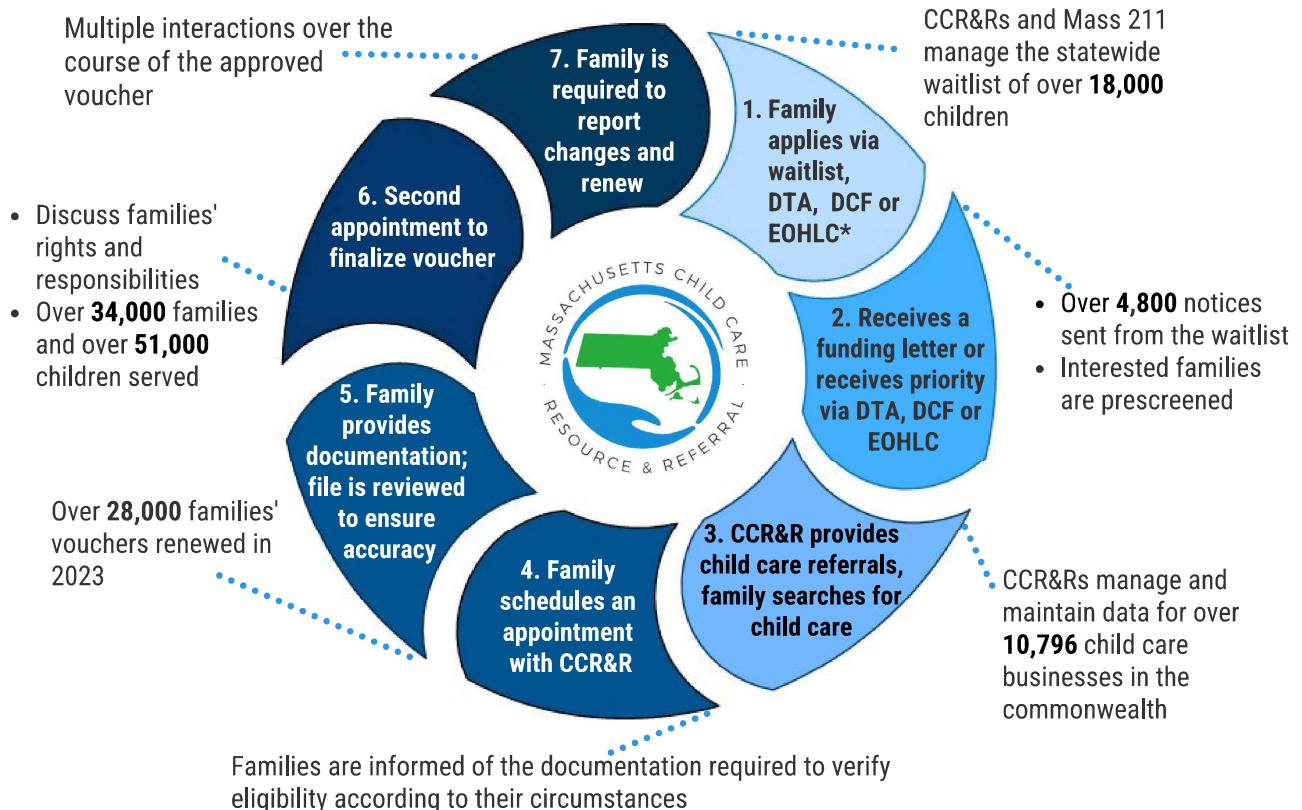 Multiple interactions over the
course of the approved
voucher
7. Family is
required to
report
changes and
renew
CCR&Rs and Mass 211
manage the statewide
waitlist of over 18,000
children
1. Family
applies via
waitlist,
DTA, DCF or
EOHLC*
• Over 4,800 notices
sent from the waitlist
• Interested families
are prescreened
2. Receives a
funding letter or
receives priority
via DTA, DCF or
EOHLC
CCR&Rs manage and
maintain data for over
10,796 child care
businesses in the
commonwealth
3. CCR&R provides
child care referrals,
family searches for
child care
Families are informed of the documentation required to verify
eligibility according to their circumstances
4. Family
schedules an
appointment
with CCR&R
Over 28,000 families'
vouchers renewed in
2023
5. Family
provides
documentation;
file is reviewed
to ensure
accuracy
• Discuss families'
rights and
responsibilities
• Over 34,000 families
and over 51,000
children served
6. Second
appointment to
finalize voucher
MASSACHUSETTS CHILD CARE
· RESOURCE & REFERRAL ·